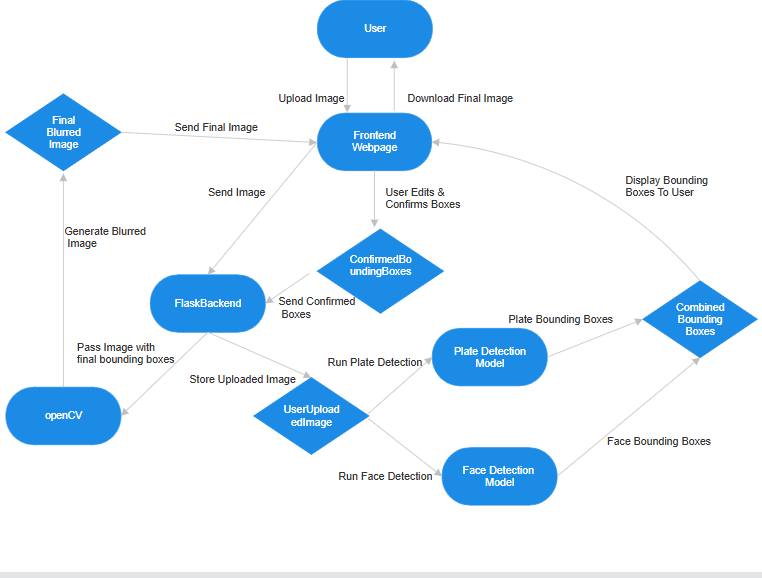 User
Upload Image
Download Final Image
Final
Blurred
Image
Send Final Image
Frontend
Webpage
Display Bounding
Boxes To User
Send Image
User Edits &
Confirms Boxes
Generate Blurred
Image
ConfirmedBo
undingBoxes
FlaskBackend
Send Confirmed
Boxes
Combined
Bounding
Boxes
Plate Bounding Boxes
Pass Image with
final bounding boxes
Run Plate Detection
Plate Detection
Model
Store Uploaded Image
openCV
UserUpload
edImage
Face Bounding Boxes
Run Face Detection
Face Detection
Model